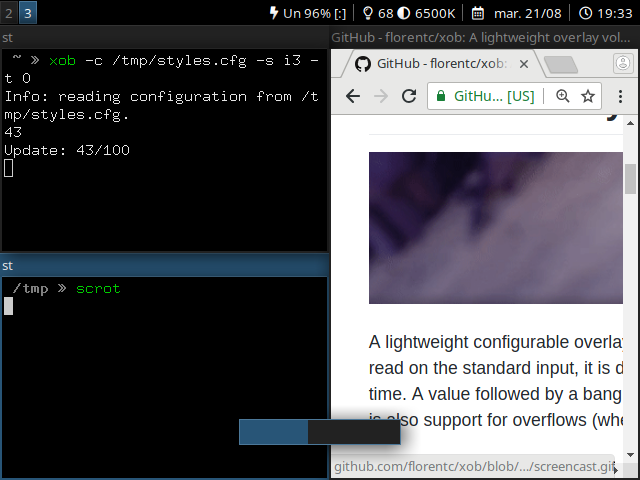 2 3 Un 96% [:] 68 6500K mar. 21/08 19:33
st
~ » xob -c /tmp/styles.cfg -s i3 -
t 0
Info: reading configuration from /t
mp/styles.cfg.
43
Update: 43/100
st
/tmp » scrot
GitHub - florentc/xob: A lightweight overlay vol...
GitHub - florentc/xob:
GitHu... [US]
A lightweight configurable overla
read on the standard input, it is d
time. A value followed by a bang
is also support for overflows (whe
github.com/florentc/xob/blob/.../screencast.gif